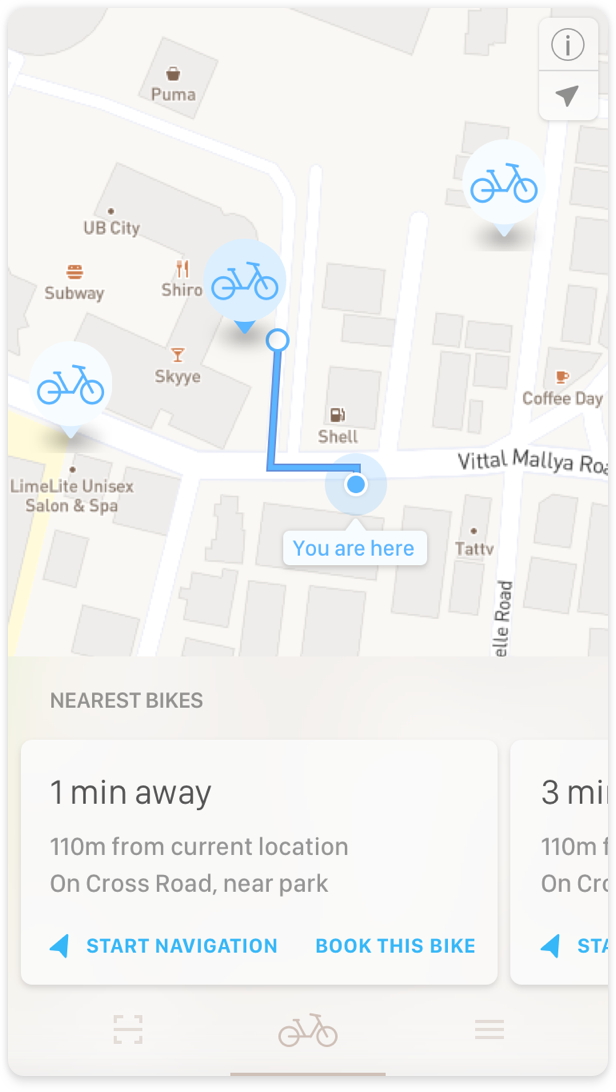 Puma
UB City
Subway
Shiro
Skyye
Coffee Day
Shell
Vittal Mallya Roa
LimeLite Unisex
Salon & Spa
You are here
Tattv
elle Road
NEAREST BIKES
1 min away
110m from current location
On Cross Road, near park
START NAVIGATION
BOOK THIS BIKE
3 mi
110m f
On Cro
STA